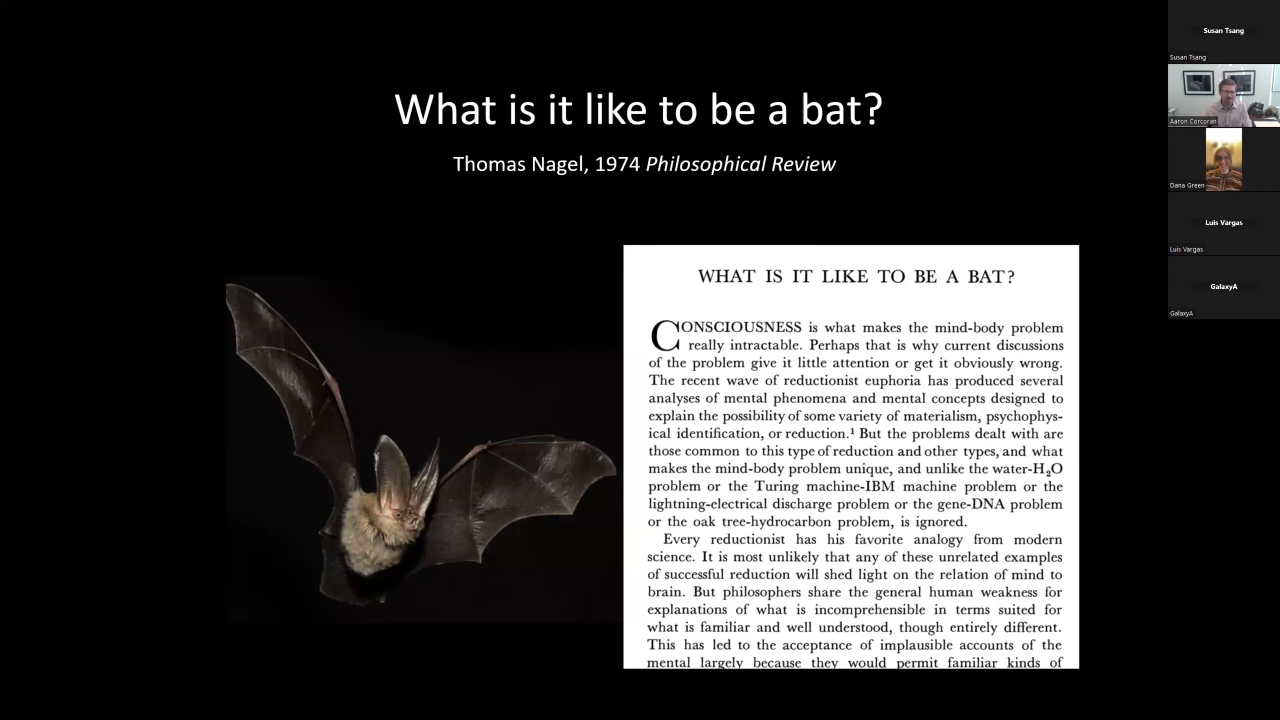 What is it like to be a bat?
Thomas Nagel, 1974 Philosophical Review
WHAT IS IT LIKE TO BE A BAT?
CONSCIOUSNESS is what makes the mind-body problem
really intractable. Perhaps that is why current discussions
of the problem give it little attention or get it obviously wrong.
The recent wave of reductionist euphoria has produced several
analyses of mental phenomena and mental concepts designed to
explain the possibility of some variety of materialism, psychophys-
ical identification, or reduction.¹ But the problems dealt with are
those common to this type of reduction and other types, and what
makes the mind-body problem unique, and unlike the water-H₂O
problem or the Turing machine-IBM machine problem or the
lightning-electrical discharge problem or the gene-DNA problem
or the oak tree-hydrocarbon problem, is ignored.
Every reductionist has his favorite analogy from modern
science. It is most unlikely that any of these unrelated examples
of successful reduction will shed light on the relation of mind to
brain. But philosophers share the general human weakness for
explanations of what is incomprehensible in terms suited for
what is familiar and well understood, though entirely different.
This has led to the acceptance of implausible accounts of the
mental largely because they would permit familiar kinds of
Susan Tsang
Susan Tsang
Aaron Corcoran
Dana Green
Luis Vargas
Luis Vargas
GalaxyA
GalaxyA